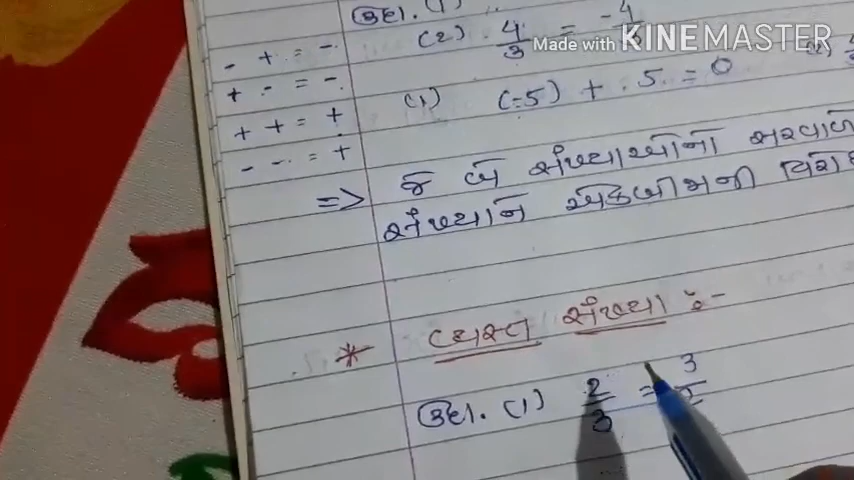 ઉદા. (1)
(2) 4/3 = -4/
Made with KINEMASTER
- + = -
+ - = -
+ + = +
- - = +
(1) (-5) + 5 = 0
=> જે બે સંખ્યાઓનો સરવાળો
સંખ્યાને એકબીજાની વિરોધ
* વ્યસ્ત સંખ્યા :-
ઉદા. (1) 2/3 = 3/2